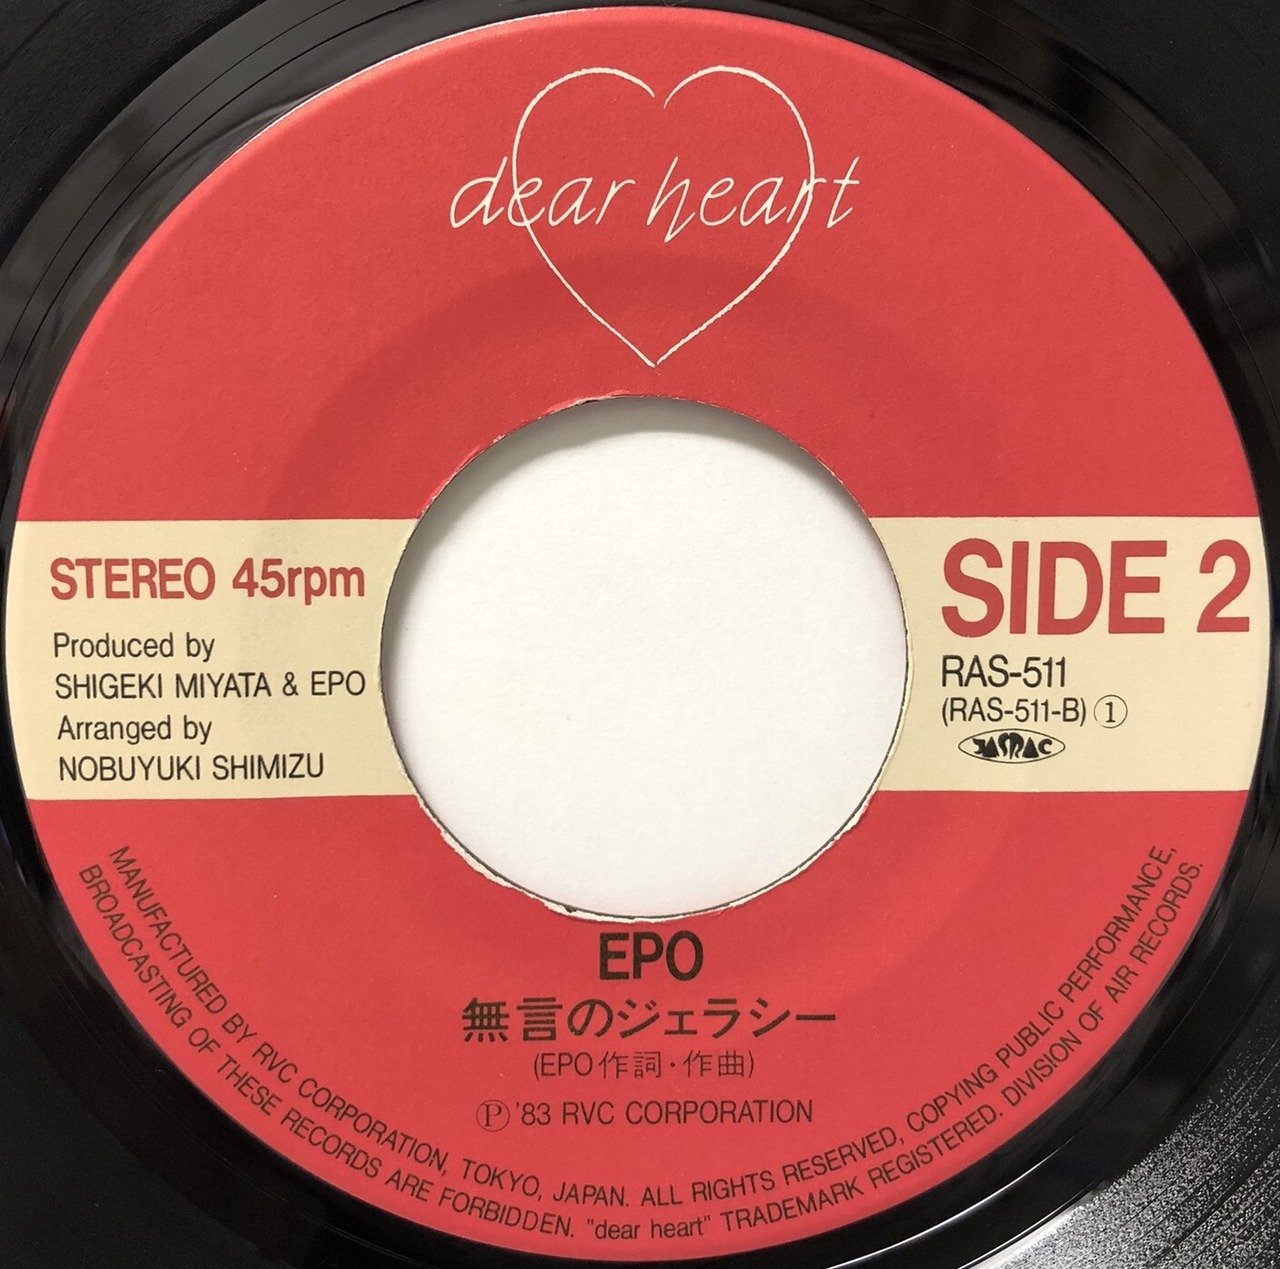 dear heart
STEREO 45rpm
Produced by
SHIGEKI MIYATA & EPO
Arranged by
NOBUYUKI SHIMIZU
SIDE 2
RAS-511
(RAS-511-B) ①
JASRAC
EPO
無言のジェラシー
(EPO作詞・作曲)
Ⓟ'83 RVC CORPORATION
MANUFACTURED BY RVC CORPORATION, TOKYO, JAPAN. ALL RIGHTS RESERVED, COPYING PUBLIC PERFORMANCE,
BROADCASTING OF THESE RECORDS ARE FORBIDDEN. "dear heart" TRADEMARK REGISTERED. DIVISION OF AIR RECORDS.